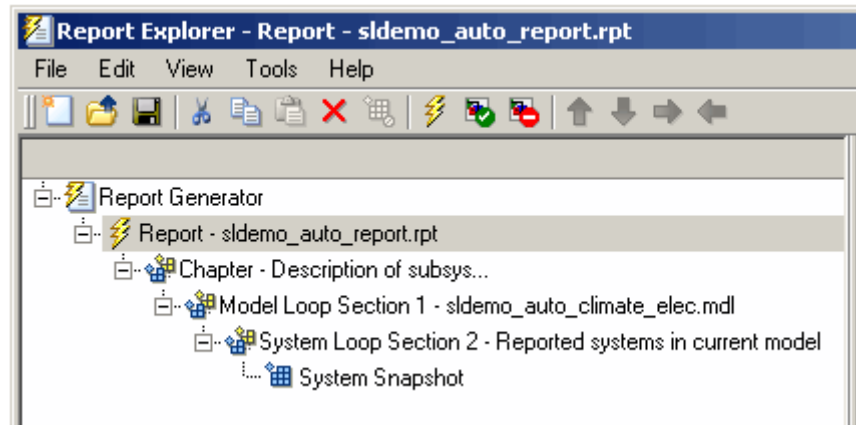 Report Explorer - Report - sldemo_auto_report.rpt
File Edit View Tools Help
Report Generator
Report - sldemo_auto_report.rpt
Chapter - Description of subsys...
Model Loop Section 1 - sldemo_auto_climate_elec.mdl
System Loop Section 2 - Reported systems in current model
System Snapshot